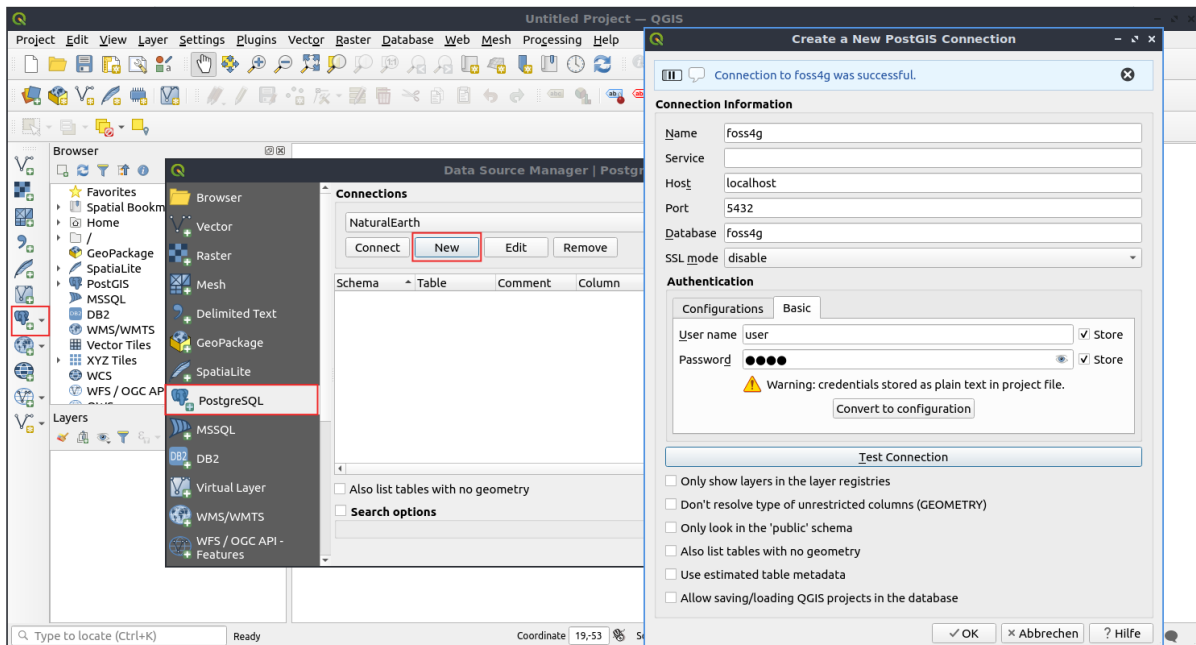 Untitled Project — QGIS
Project Edit View Layer Settings Plugins Vector Raster Database Web Mesh Processing Help
Browser
Favorites
Spatial Bookm
Home
/
GeoPackage
SpatiaLite
PostGIS
MSSQL
DB2
WMS/WMTS
Vector Tiles
XYZ Tiles
WCS
WFS / OGC AP
Layers
Type to locate (Ctrl+K)
Ready
Coordinate 19,-53
Data Source Manager | Postgr
Browser
Vector
Raster
Mesh
Delimited Text
GeoPackage
SpatiaLite
PostgreSQL
MSSQL
DB2
Virtual Layer
WMS/WMTS
WFS / OGC API -
Features
Connections
NaturalEarth
Connect New Edit Remove
Schema Table Comment Column
Also list tables with no geometry
Search options
Create a New PostGIS Connection
Connection to foss4g was successful.
Connection Information
Name foss4g
Service
Host localhost
Port 5432
Database foss4g
SSL mode disable
Authentication
Configurations Basic
User name user Store
Password ●●●● Store
Warning: credentials stored as plain text in project file.
Convert to configuration
Test Connection
Only show layers in the layer registries
Don't resolve type of unrestricted columns (GEOMETRY)
Only look in the 'public' schema
Also list tables with no geometry
Use estimated table metadata
Allow saving/loading QGIS projects in the database
OK Abbrechen Hilfe